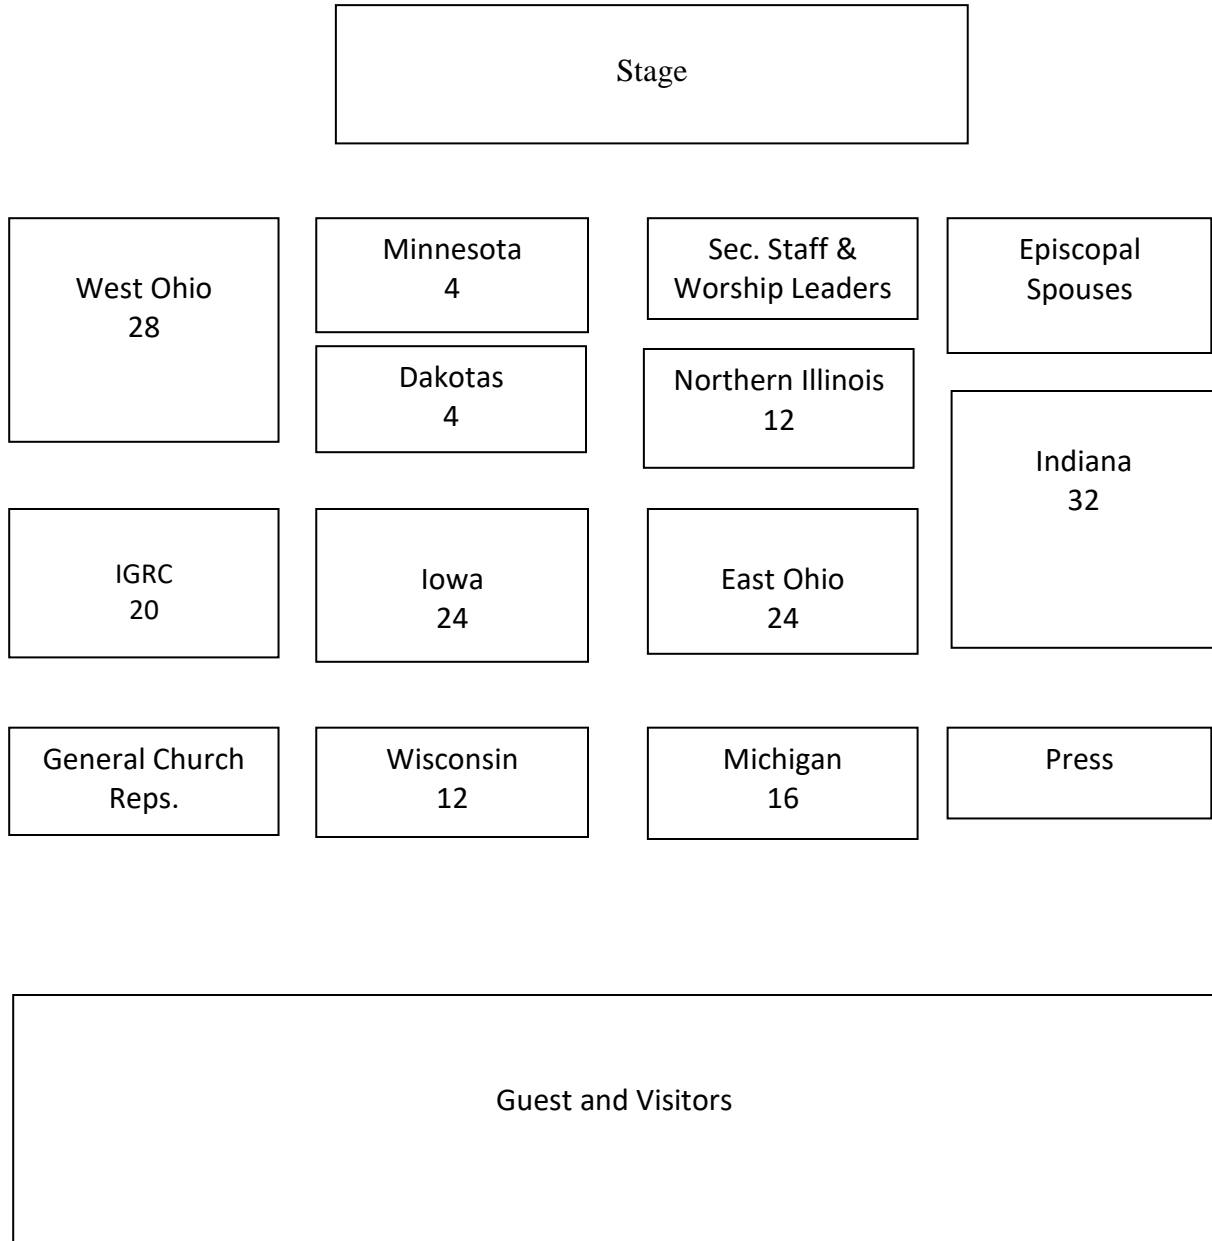 Stage
West Ohio
28
Minnesota
4
Sec. Staff &
Worship Leaders
Episcopal
Spouses
Dakotas
4
Northern Illinois
12
Indiana
32
IGRC
20
Iowa
24
East Ohio
24
General Church
Reps.
Wisconsin
12
Michigan
16
Press
Guest and Visitors